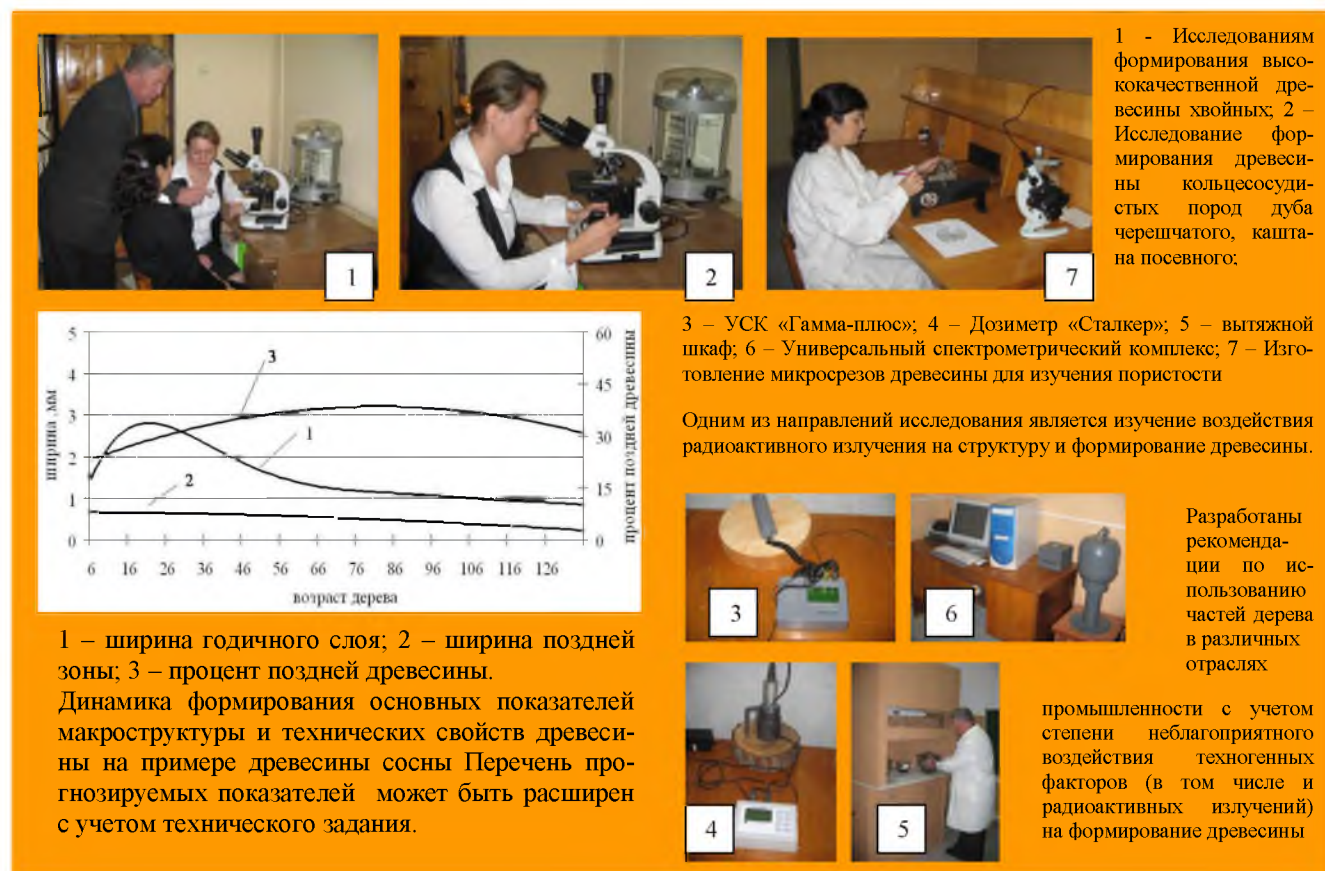 1 - Исследованиям
формирования высо-
кокачественной дре-
весины хвойных; 2 –
Исследование фор-
мирования древеси-
ны кольцесосуди-
стых пород дуба
черешчатого, кашта-
на посевного;
1
2
7
3 – УСК «Гамма-плюс»; 4 – Дозиметр «Сталкер»; 5 – вытяжной
шкаф; 6 – Универсальный спектрометрический комплекс; 7 – Изго-
товление микросрезов древесины для изучения пористости
Одним из направлений исследования является изучение воздействия
радиоактивного излучения на структуру и формирование древесины.
5
4
3
2
1
0
ширина ,мм
60
45
30
15
0
процент поздней древесины
3
1
2
6 16 26 36 46 56 66 76 86 96 106 116 126
возраст дерева
1 – ширина годичного слоя; 2 – ширина поздней
зоны; 3 – процент поздней древесины.
Динамика формирования основных показателей
макроструктуры и технических свойств древеси-
ны на примере древесины сосны Перечень про-
гнозируемых показателей может быть расширен
с учетом технического задания.
3
6
4
5
Разработаны
рекоменда-
ции по ис-
пользованию
частей дерева
в различных
отраслях
промышленности с учетом
степени неблагоприятного
воздействия техногенных
факторов (в том числе и
радиоактивных излучений)
на формирование древесины